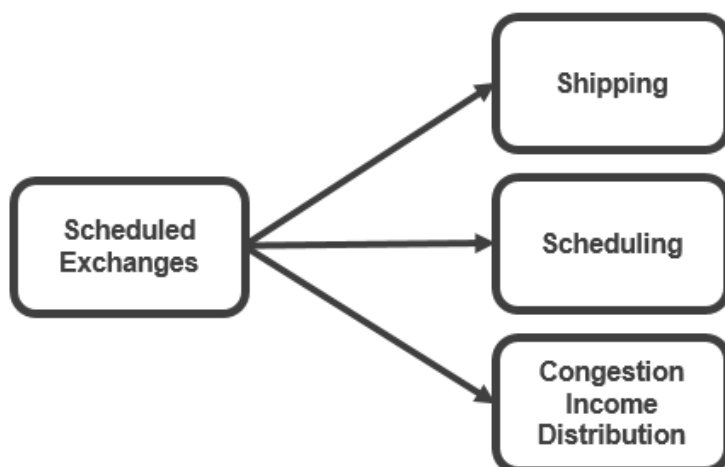 Shipping
Scheduled
Exchanges
Scheduling
Congestion
Income
Distribution